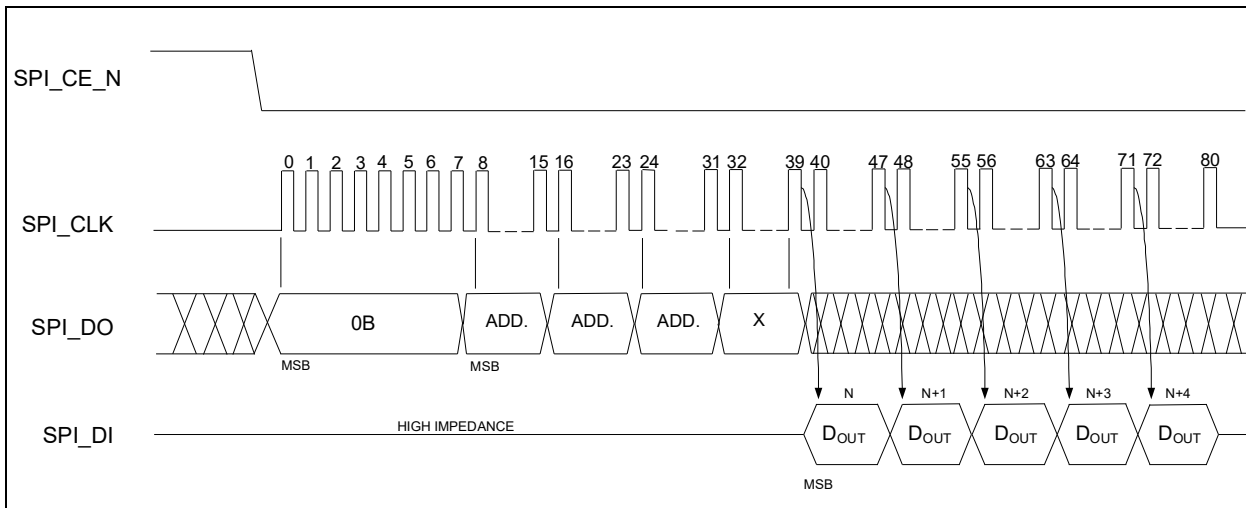 SPI_CE_N
0 1 2 3 4 5 6 7 8 15 16 23 24 31 32 39 40 47 48 55 56 63 64 71 72 80
SPI_CLK
SPI_DO
0B ADD. ADD. ADD. X
MSB MSB
N N+1 N+2 N+3 N+4
SPI_DI
HIGH IMPEDANCE
DOUT DOUT DOUT DOUT DOUT
MSB